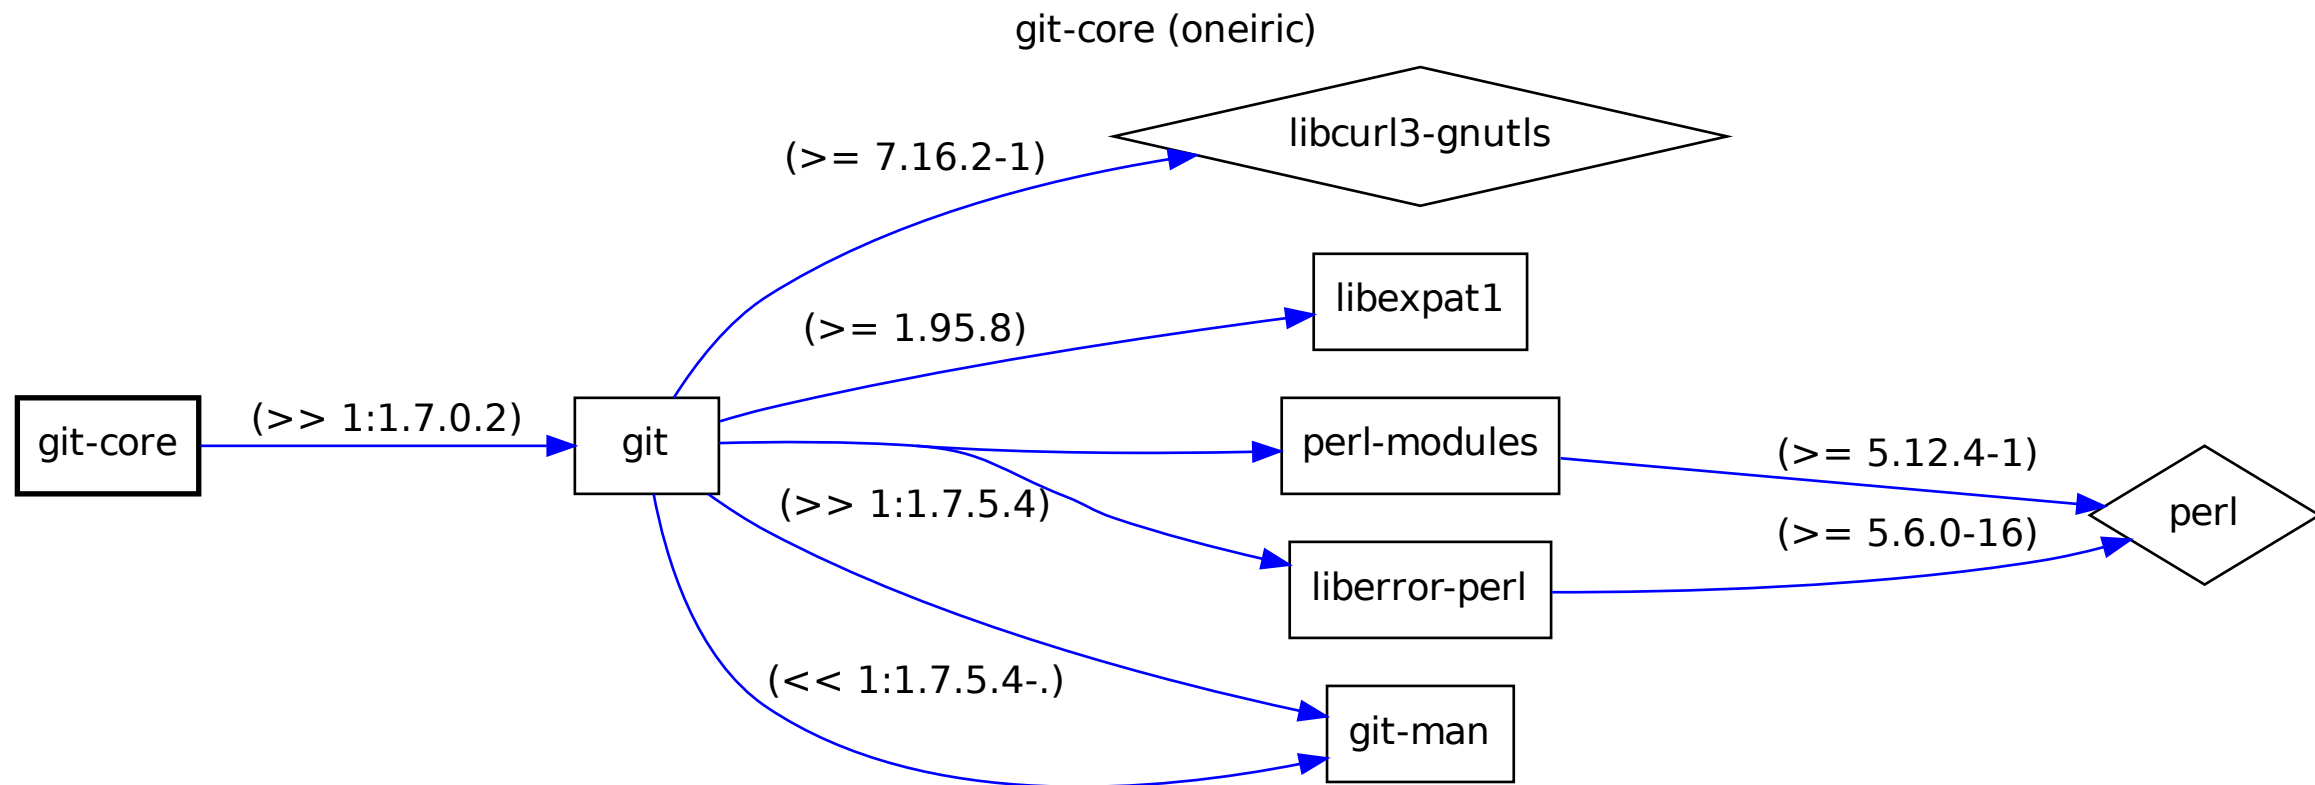 git-core (oneiric)
libcurl3-gnutls
(>= 7.16.2-1)
libexpat1
(>= 1.95.8)
git-core
(>> 1:1.7.0.2)
git
perl-modules
(>= 5.12.4-1)
(>> 1:1.7.5.4)
perl
(>= 5.6.0-16)
liberror-perl
(<< 1:1.7.5.4-.)
git-man